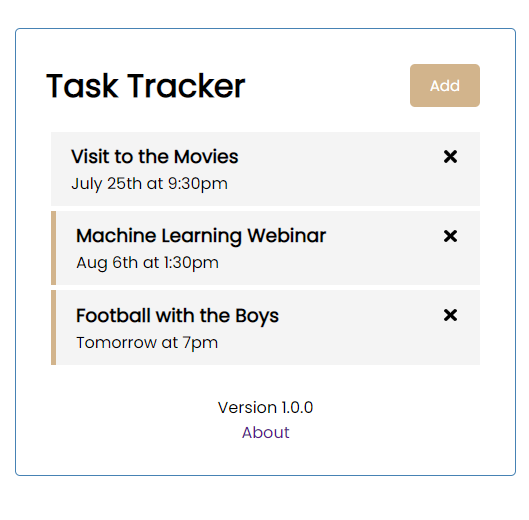 Task Tracker
Add
Visit to the Movies
July 25th at 9:30pm
Machine Learning Webinar
Aug 6th at 1:30pm
Football with the Boys
Tomorrow at 7pm
Version 1.0.0
About